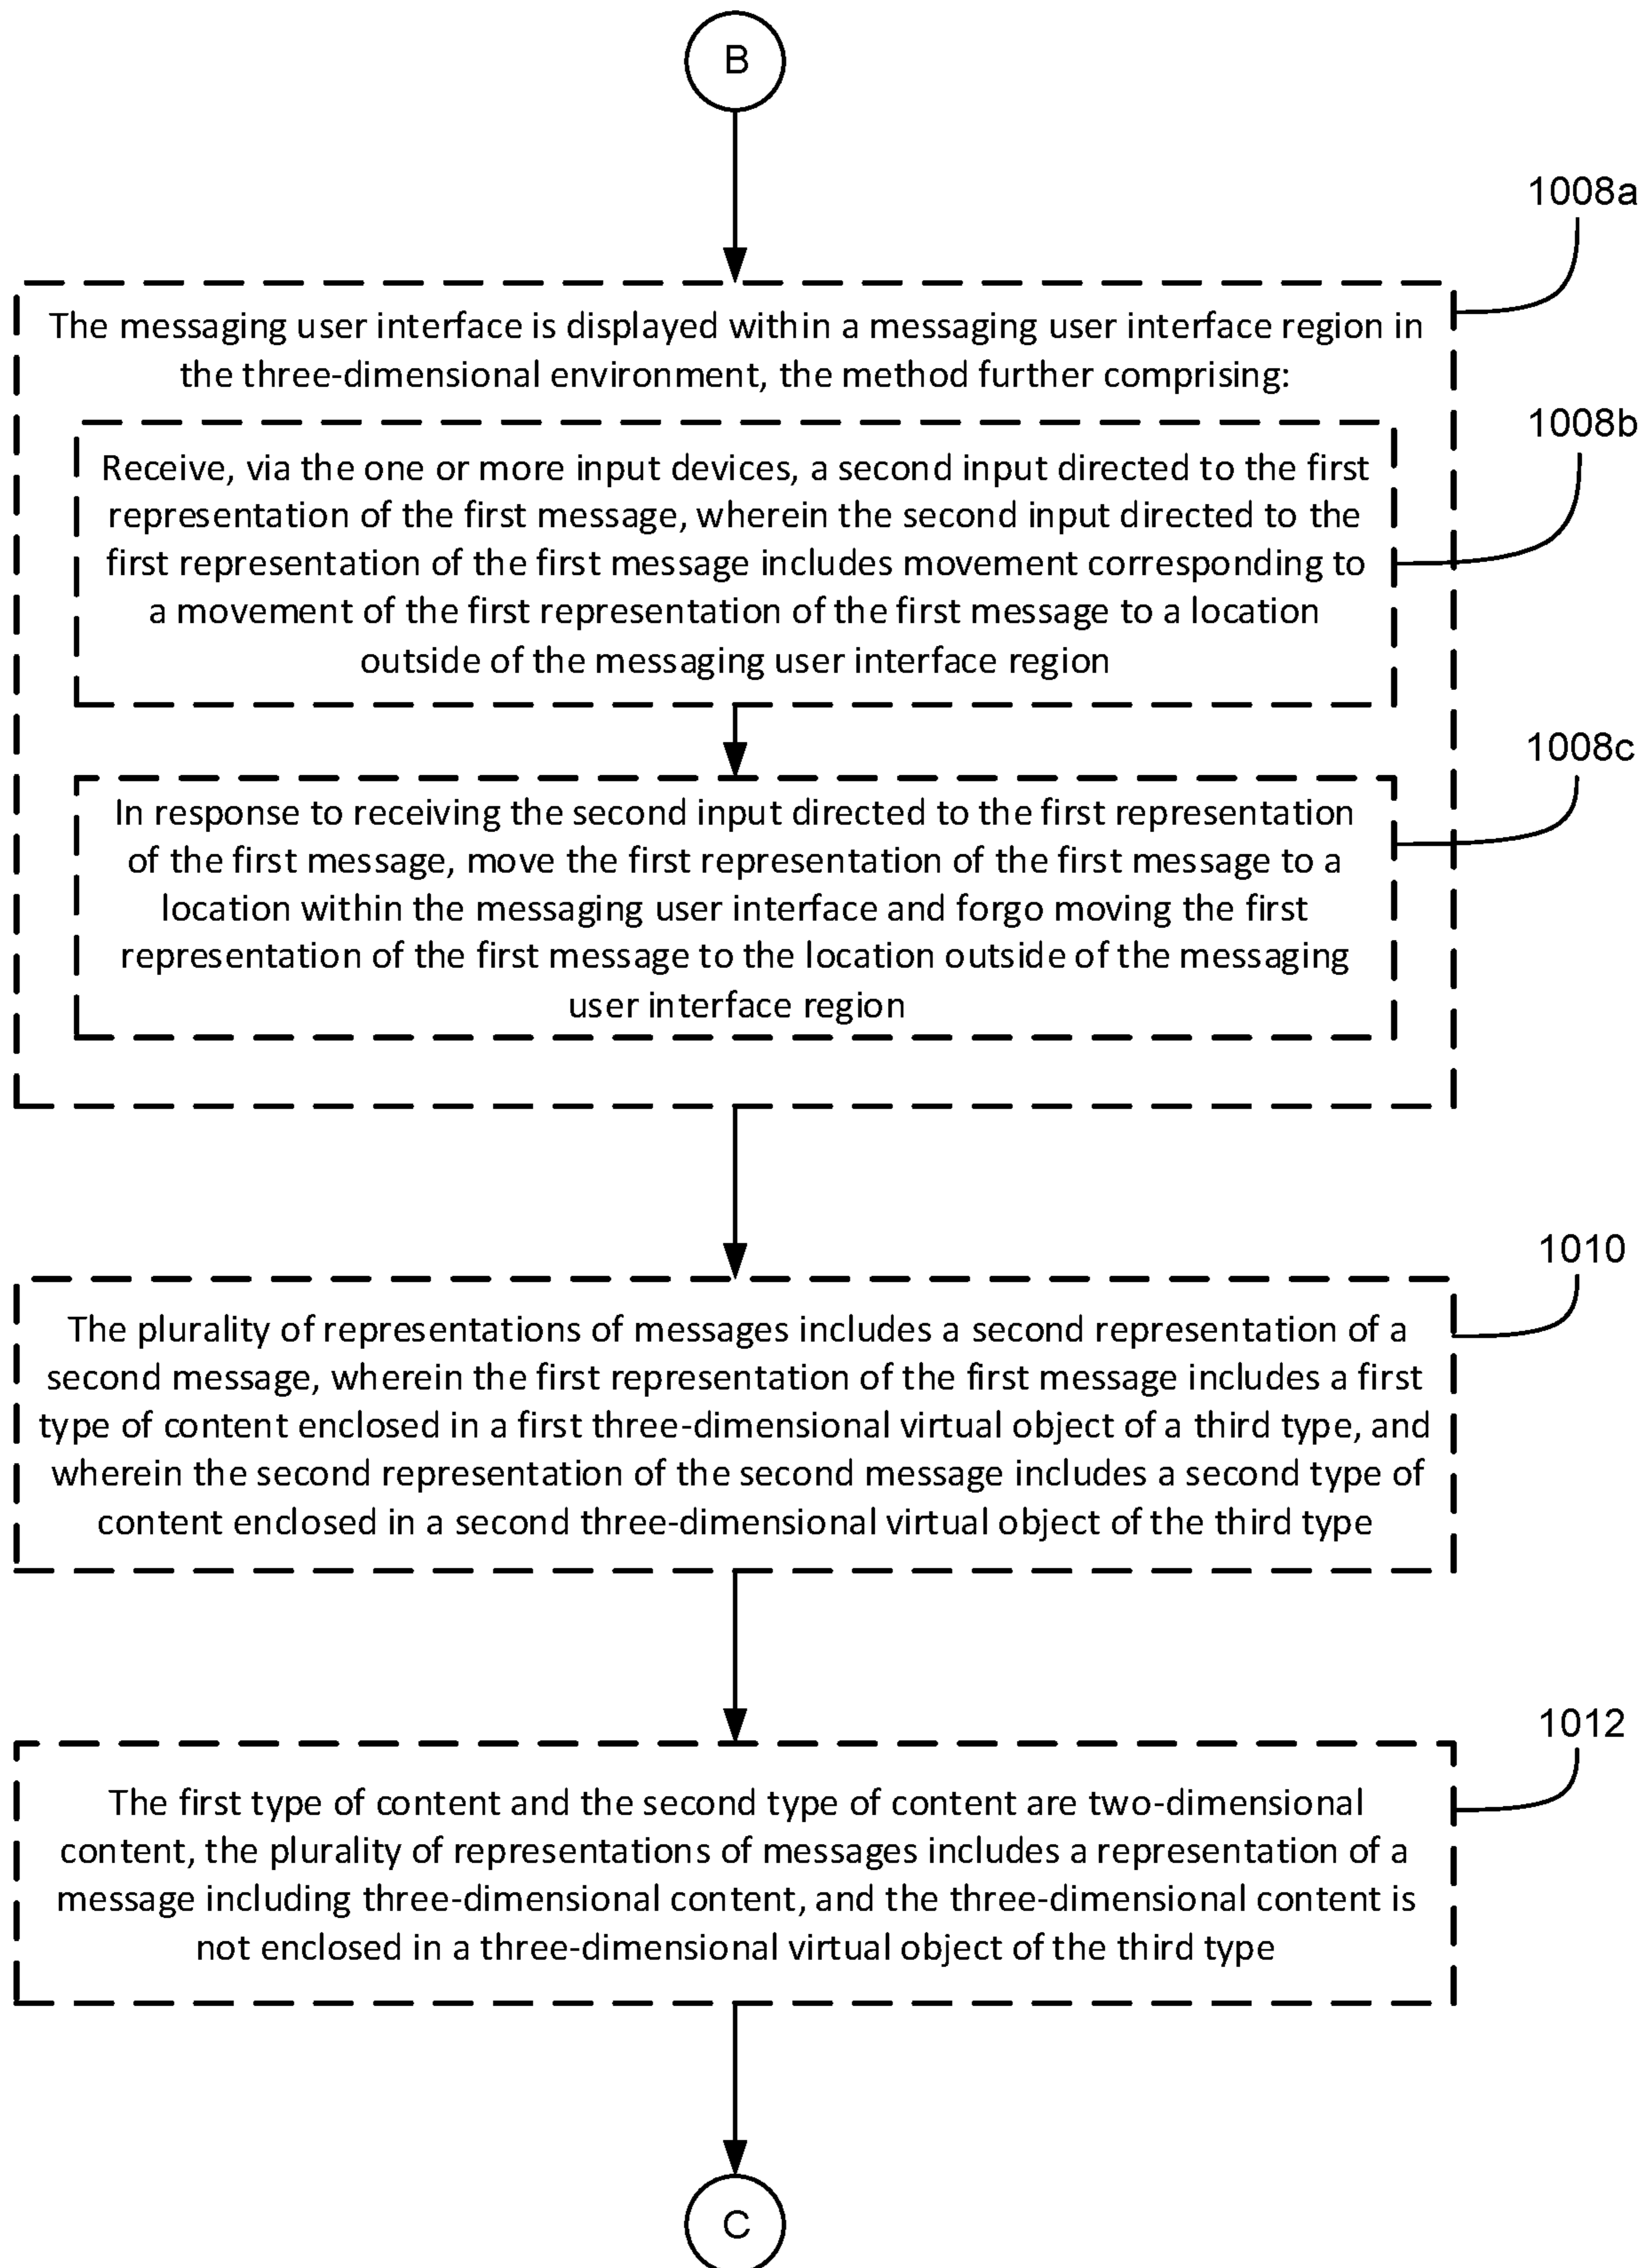 B
1008a
The messaging user interface is displayed within a messaging user interface region in
the three-dimensional environment, the method further comprising:
1008b
Receive, via the one or more input devices, a second input directed to the first
representation of the first message, wherein the second input directed to the
first representation of the first message includes movement corresponding to
a movement of the first representation of the first message to a location
outside of the messaging user interface region
1008c
In response to receiving the second input directed to the first representation
of the first message, move the first representation of the first message to a
location within the messaging user interface and forgo moving the first
representation of the first message to the location outside of the messaging
user interface region
1010
The plurality of representations of messages includes a second representation of a
second message, wherein the first representation of the first message includes a first
type of content enclosed in a first three-dimensional virtual object of a third type, and
wherein the second representation of the second message includes a second type of
content enclosed in a second three-dimensional virtual object of the third type
1012
The first type of content and the second type of content are two-dimensional
content, the plurality of representations of messages includes a representation of a
message including three-dimensional content, and the three-dimensional content is
not enclosed in a three-dimensional virtual object of the third type
C